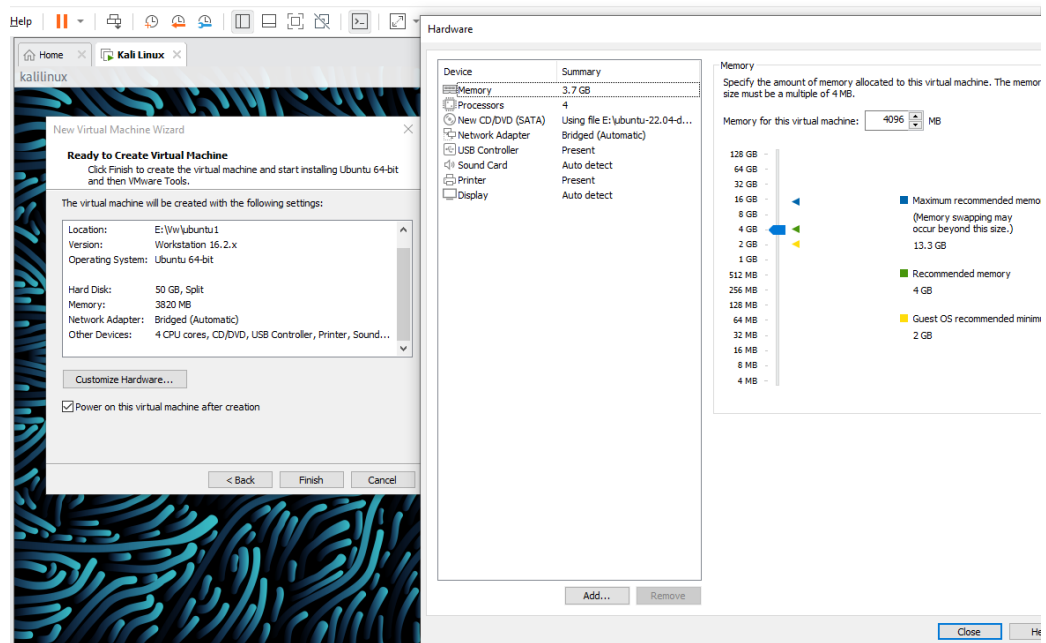 Help
Hardware
Home
Kali Linux
kalilinux
New Virtual Machine Wizard
Ready to Create Virtual Machine
Click Finish to create the virtual machine and start installing Ubuntu 64-bit
and then VMware Tools.
The virtual machine will be created with the following settings:
Location: E:\Vw\ubuntu1
Version: Workstation 16.2.x
Operating System: Ubuntu 64-bit
Hard Disk: 50 GB, Split
Memory: 3820 MB
Network Adapter: Bridged (Automatic)
Other Devices: 4 CPU cores, CD/DVD, USB Controller, Printer, Sound...
Customize Hardware...
Power on this virtual machine after creation
< Back Finish Cancel
Device Summary
Memory 3.7 GB
Processors 4
New CD/DVD (SATA) Using file E:\ubuntu-22.04-d...
Network Adapter Bridged (Automatic)
USB Controller Present
Sound Card Auto detect
Printer Present
Display Auto detect
Add... Remove
Memory
Specify the amount of memory allocated to this virtual machine. The memor
size must be a multiple of 4 MB.
Memory for this virtual machine: 4096 MB
128 GB
64 GB
32 GB
16 GB
8 GB
4 GB
2 GB
1 GB
512 MB
256 MB
128 MB
64 MB
32 MB
16 MB
8 MB
4 MB
Maximum recommended memo
(Memory swapping may
occur beyond this size.)
13.3 GB
Recommended memory
4 GB
Guest OS recommended minimu
2 GB
Close He